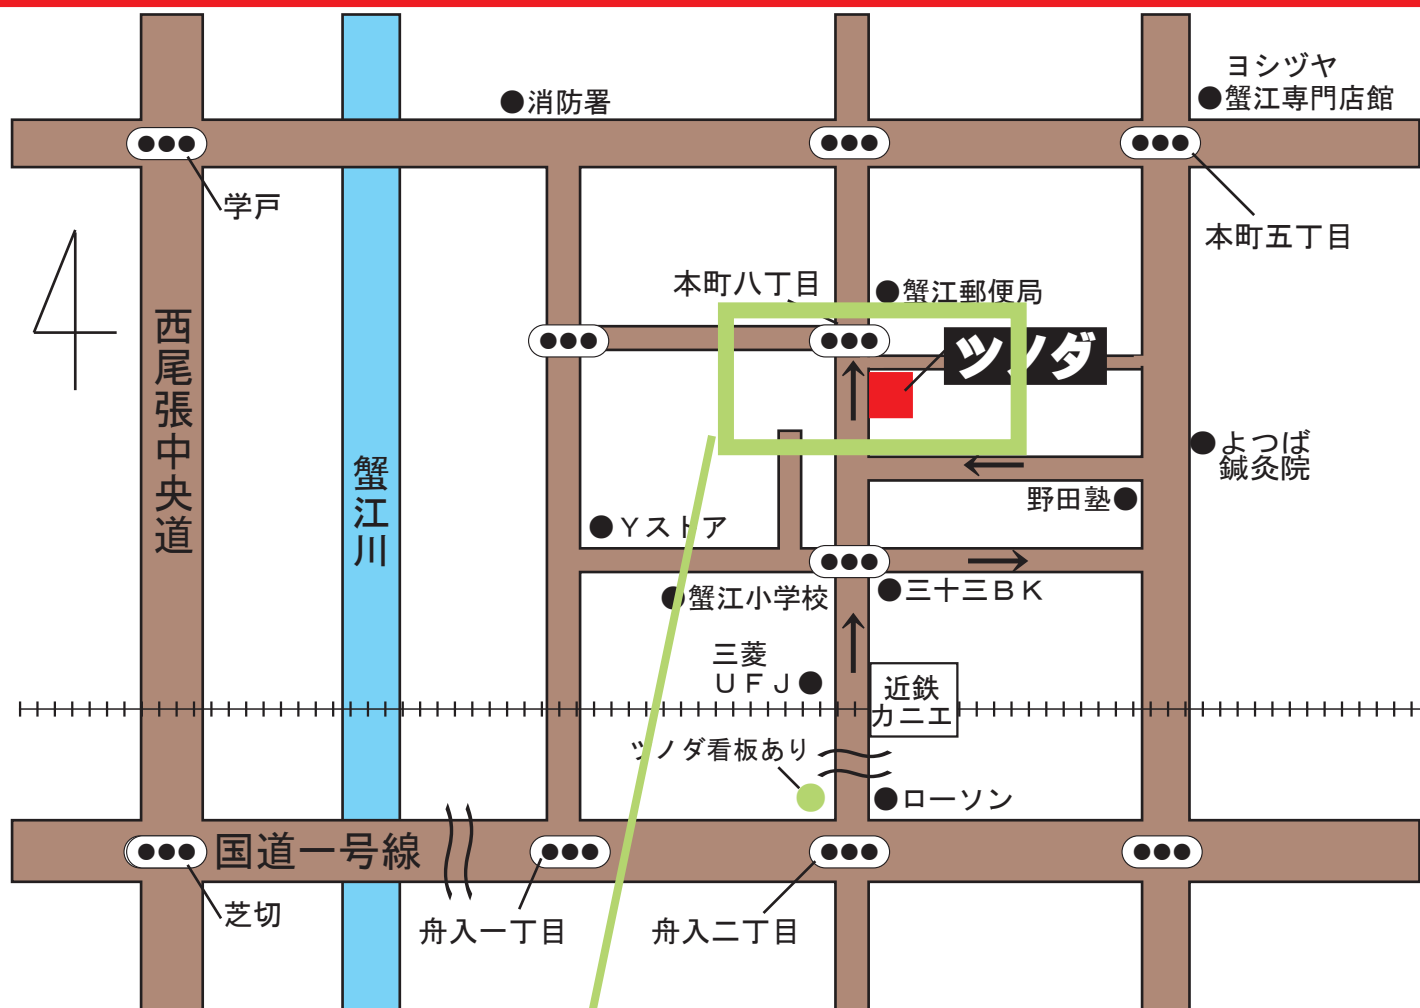 ヨシヅヤ
蟹江専門店館
消防署
学戸
本町五丁目
本町八丁目
蟹江郵便局
ツノダ
西尾張中央道
蟹江川
よつば
鍼灸院
野田塾
Yストア
蟹江小学校
三十三BK
三菱
UFJ
近鉄
カニエ
ツノダ看板あり
ローソン
国道一号線
芝切
舟入一丁目
舟入二丁目